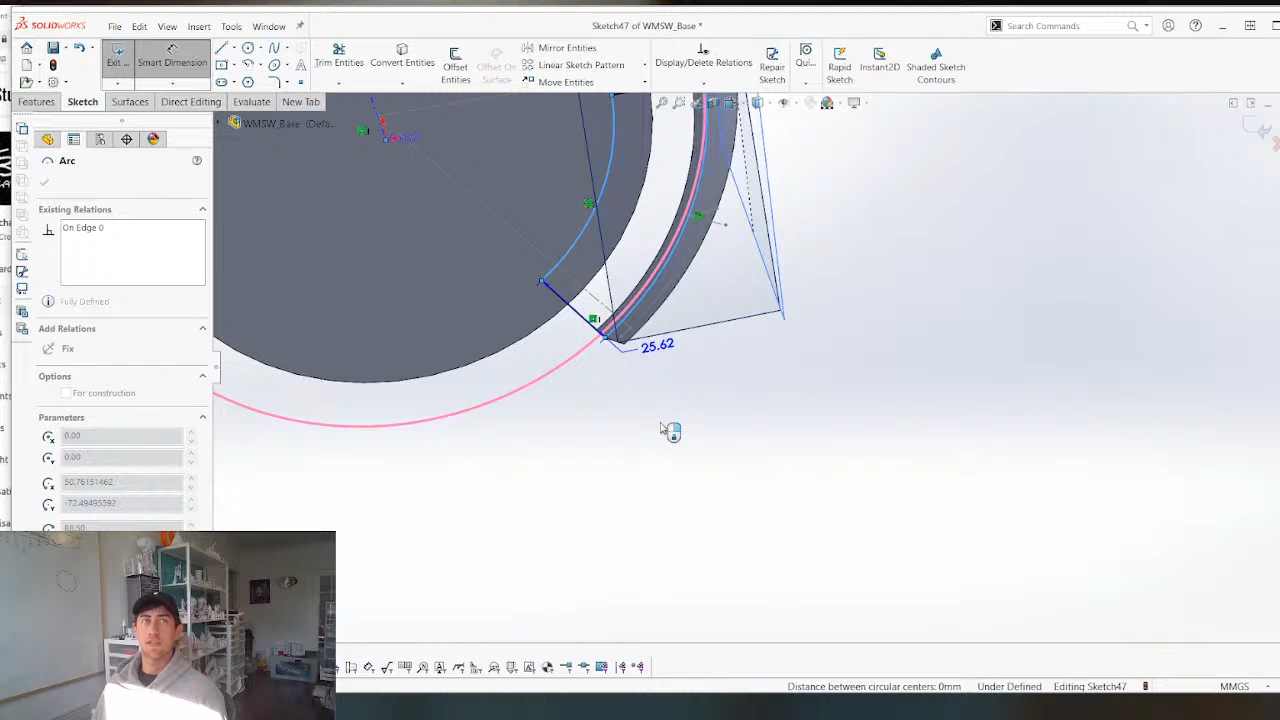 SOLIDWORKS
File
Edit
View
Insert
Tools
Window
Sketch47 of WMSW_Base *
Search Commands
Exit ...
Smart Dimension
Trim Entities
Convert Entities
Offset Entities
Offset On Surface
Mirror Entities
Linear Sketch Pattern
Move Entities
Display/Delete Relations
Repair Sketch
Qui...
Rapid Sketch
Instant2D
Shaded Sketch Contours
Features
Sketch
Surfaces
Direct Editing
Evaluate
New Tab
WMSW_Base (Defa...
Arc
Existing Relations
On Edge 0
Fully Defined
Add Relations
Fix
Options
For construction
Parameters
0.00
0.00
50.76151462
-72.49495592
88.50
25.62
Distance between circular centers: 0mm
Under Defined
Editing Sketch47
MMGS